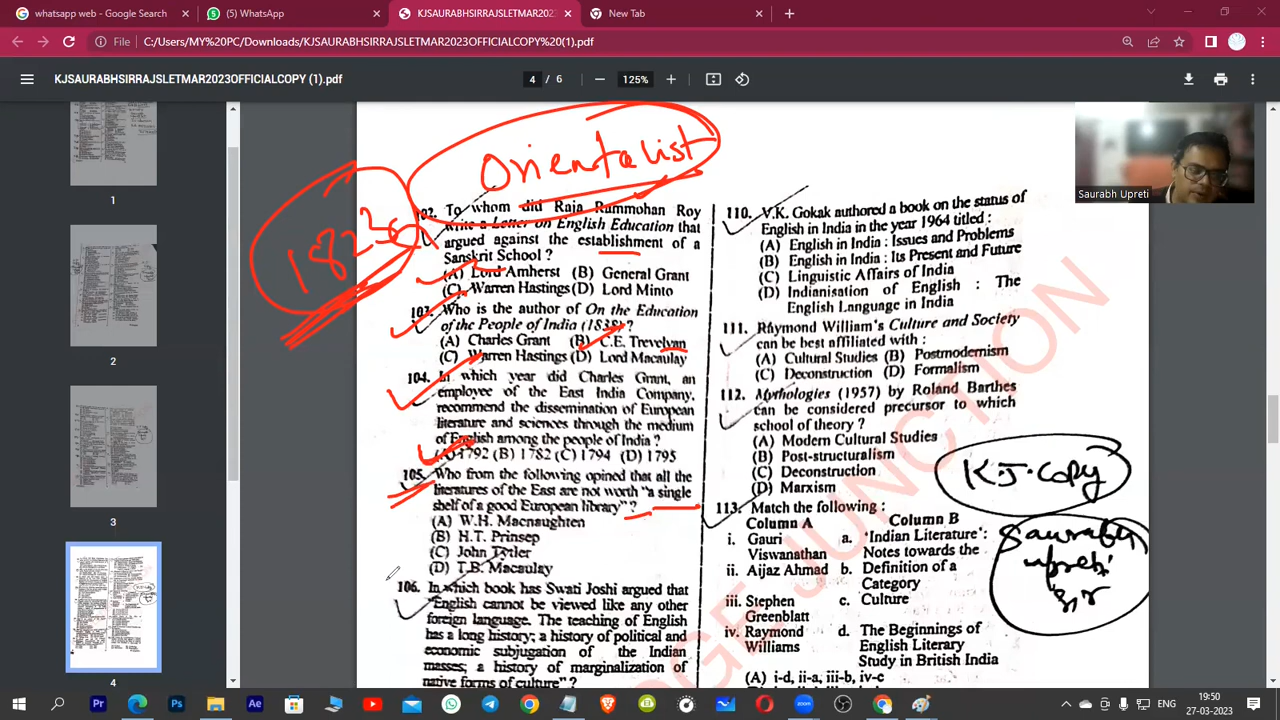 whatsapp web - Google Search
(5) WhatsApp
KJSAURABHSIRRAJSLETMAR2023OFFICIALCOPY
New Tab
File
C:/Users/MY%20PC/Downloads/KJSAURABHSIRRAJSLETMAR2023OFFICIALCOPY%20(1).pdf
KJSAURABHSIRRAJSLETMAR2023OFFICIALCOPY (1).pdf
4 / 6
125%
1
2
3
4
Orientalist
1823
102. To whom did Raja Rammohan Roy
write a Letter on English Education that
argued against the establishment of a
Sanskrit School ?
(A) Lord Amherst (B) General Grant
(C) Warren Hastings (D) Lord Minto
103. Who is the author of On the Education
of the People of India (1838) ?
(A) Charles Grant (B) C.E. Trevelyan
(C) Warren Hastings (D) Lord Macaulay
104. In which year did Charles Grant, an
employee of the East India Company,
recommend the dissemination of European
literature and sciences through the medium
of English among the people of India ?
(A) 1792 (B) 1782 (C) 1794 (D) 1795
105. Who from the following opined that all the
literatures of the East are not worth "a single
shelf of a good European library" ?
(A) W.H. Macnaughten
(B) H.T. Prinsep
(C) John Tytler
(D) T.B. Macaulay
106. In which book has Swati Joshi argued that
"English cannot be viewed like any other
foreign language. The teaching of English
has a long history; a history of political and
economic subjugation of the Indian
masses; a history of marginalization of
native forms of culture" ?
110. V.K. Gokak authored a book on the status of
English in India in the year 1964 titled :
(A) English in India : Issues and Problems
(B) English in India : Its Present and Future
(C) Linguistic Affairs of India
(D) Indianisation of English : The
English Language in India
111. Raymond William's Culture and Society
can be best affiliated with :
(A) Cultural Studies (B) Postmodernism
(C) Deconstruction (D) Formalism
112. Mythologies (1957) by Roland Barthes
can be considered precursor to which
school of theory ?
(A) Modern Cultural Studies
(B) Post-structuralism
(C) Deconstruction
(D) Marxism
113. Match the following :
Column A Column B
i. Gauri a. 'Indian Literature':
Viswanathan Notes towards the
ii. Aijaz Ahmad b. Definition of a
Category
iii. Stephen c. Culture
Greenblatt
iv. Raymond d. The Beginnings of
Williams English Literary
Study in British India
(A) i-d, ii-a, iii-b, iv-c
K.J. Copy
Saurabh
upreti
Sir
JUNCTION
Saurabh Upreti
19:50
27-03-2023